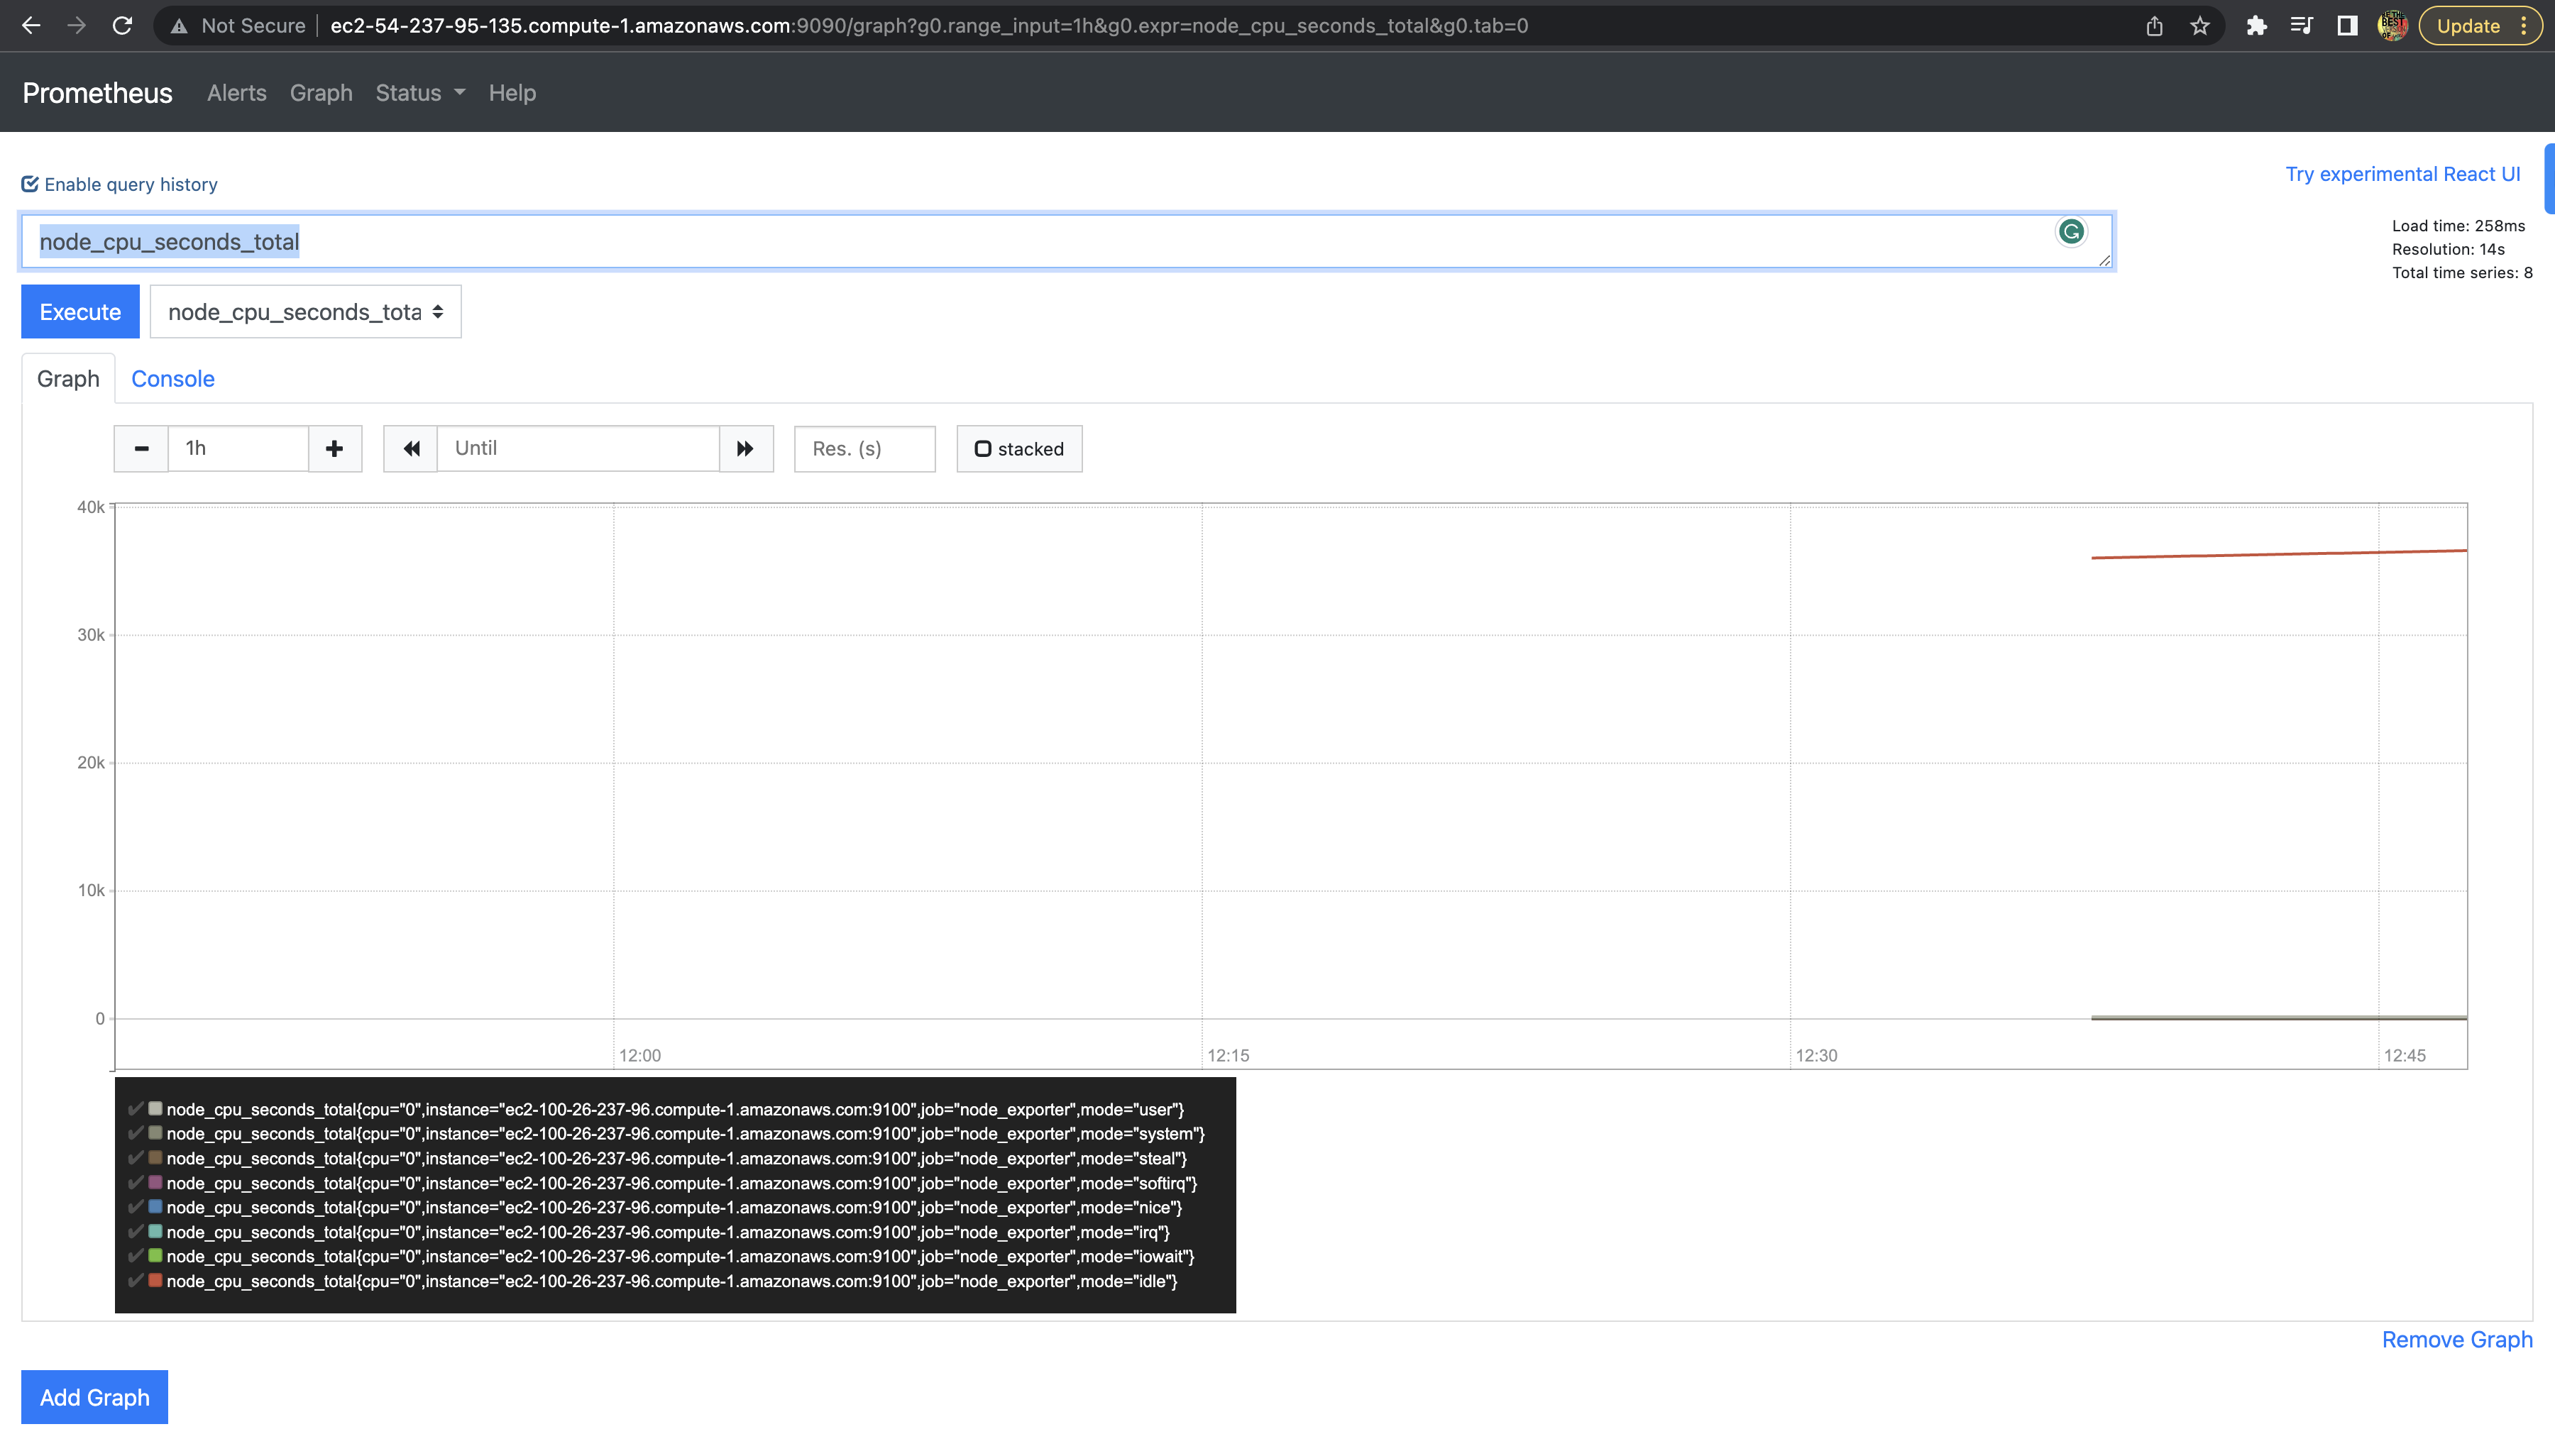 Not Secure ec2-54-237-95-135.compute-1.amazonaws.com:9090/graph?g0.range_input=1h&g0.expr=node_cpu_seconds_total&g0.tab=0 Update
Prometheus Alerts Graph Status Help
Enable query history Try experimental React UI
node_cpu_seconds_total
Load time: 258ms
Resolution: 14s
Total time series: 8
Execute node_cpu_seconds_tota
Graph Console
1h Until Res. (s) stacked
40k
30k
20k
10k
0
12:00 12:15 12:30 12:45
node_cpu_seconds_total{cpu="0",instance="ec2-100-26-237-96.compute-1.amazonaws.com:9100",job="node_exporter",mode="user"}
node_cpu_seconds_total{cpu="0",instance="ec2-100-26-237-96.compute-1.amazonaws.com:9100",job="node_exporter",mode="system"}
node_cpu_seconds_total{cpu="0",instance="ec2-100-26-237-96.compute-1.amazonaws.com:9100",job="node_exporter",mode="steal"}
node_cpu_seconds_total{cpu="0",instance="ec2-100-26-237-96.compute-1.amazonaws.com:9100",job="node_exporter",mode="softirq"}
node_cpu_seconds_total{cpu="0",instance="ec2-100-26-237-96.compute-1.amazonaws.com:9100",job="node_exporter",mode="nice"}
node_cpu_seconds_total{cpu="0",instance="ec2-100-26-237-96.compute-1.amazonaws.com:9100",job="node_exporter",mode="irq"}
node_cpu_seconds_total{cpu="0",instance="ec2-100-26-237-96.compute-1.amazonaws.com:9100",job="node_exporter",mode="iowait"}
node_cpu_seconds_total{cpu="0",instance="ec2-100-26-237-96.compute-1.amazonaws.com:9100",job="node_exporter",mode="idle"}
Remove Graph
Add Graph